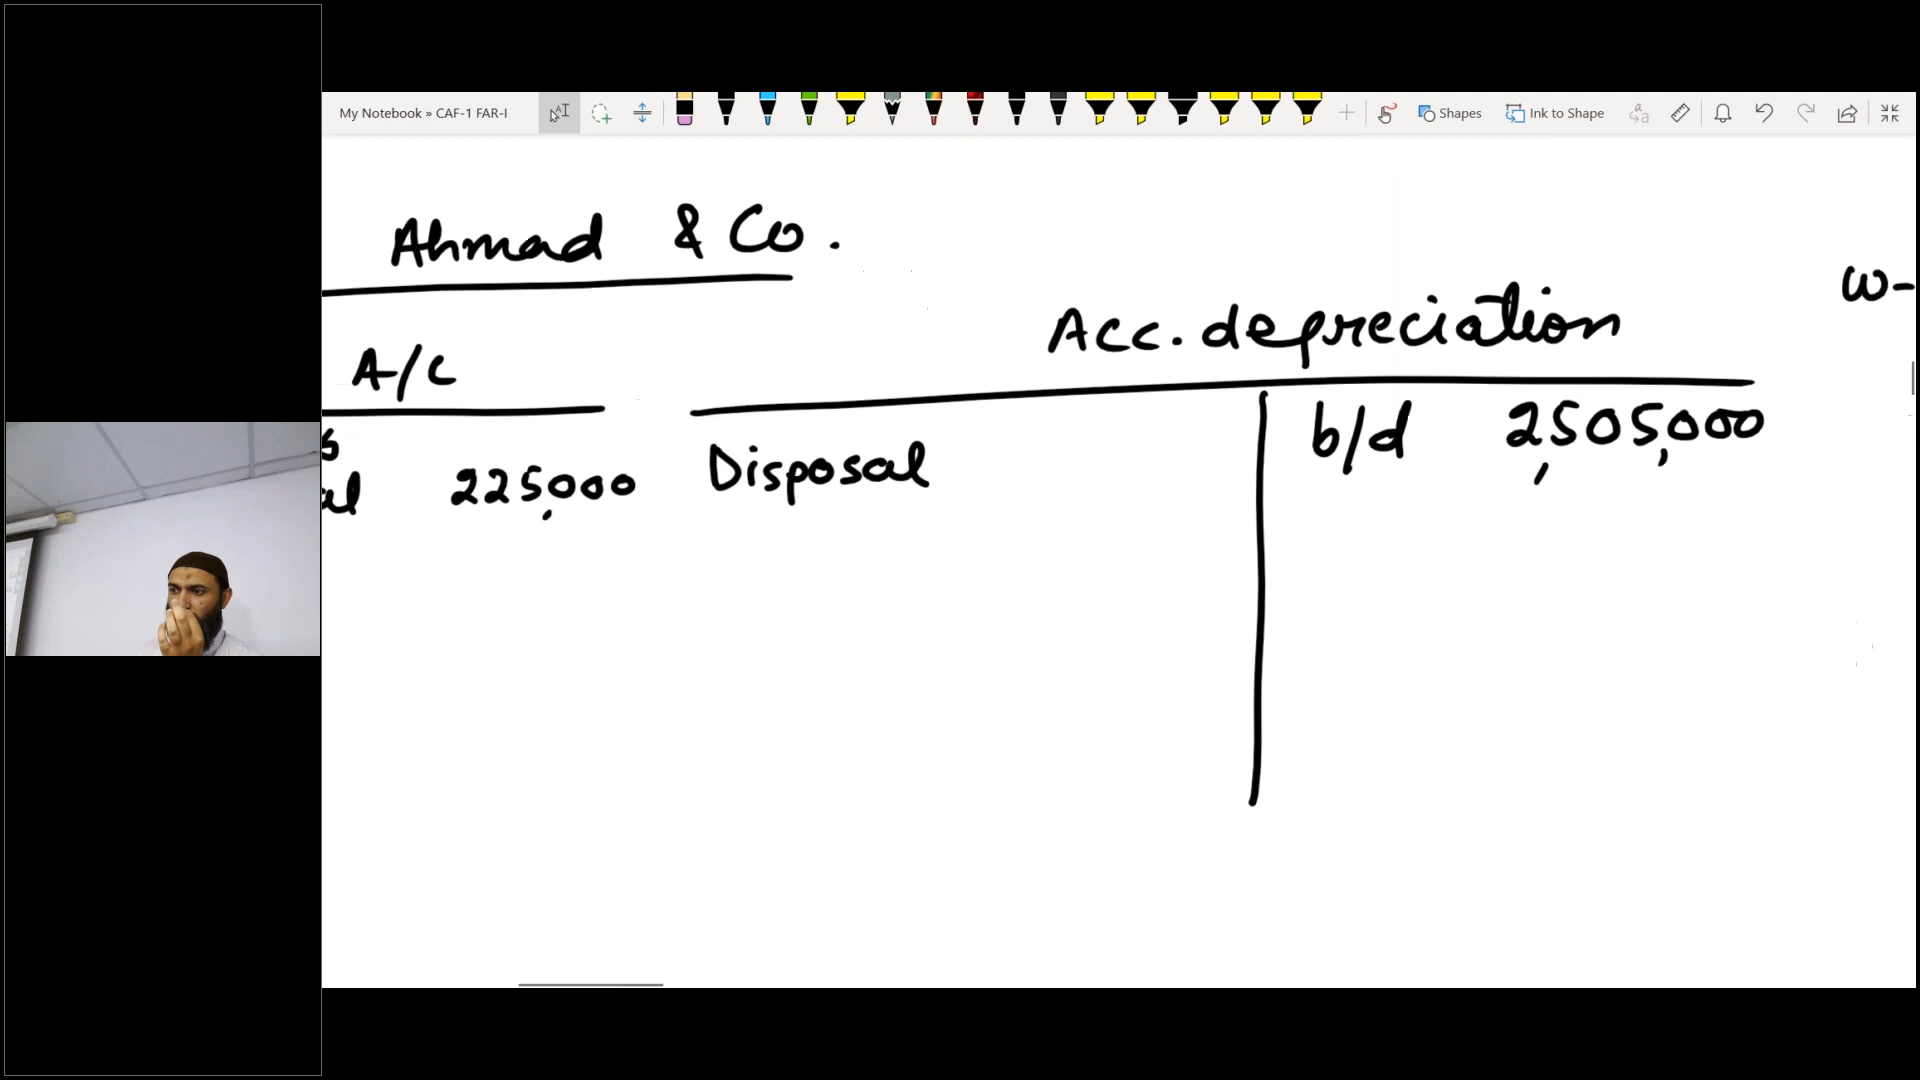 My Notebook » CAF-1 FAR-I
Shapes
Ink to Shape
Ahmad & Co.
A/C
Acc. depreciation
w-
b/d 2,505,000
al 225,000
Disposal